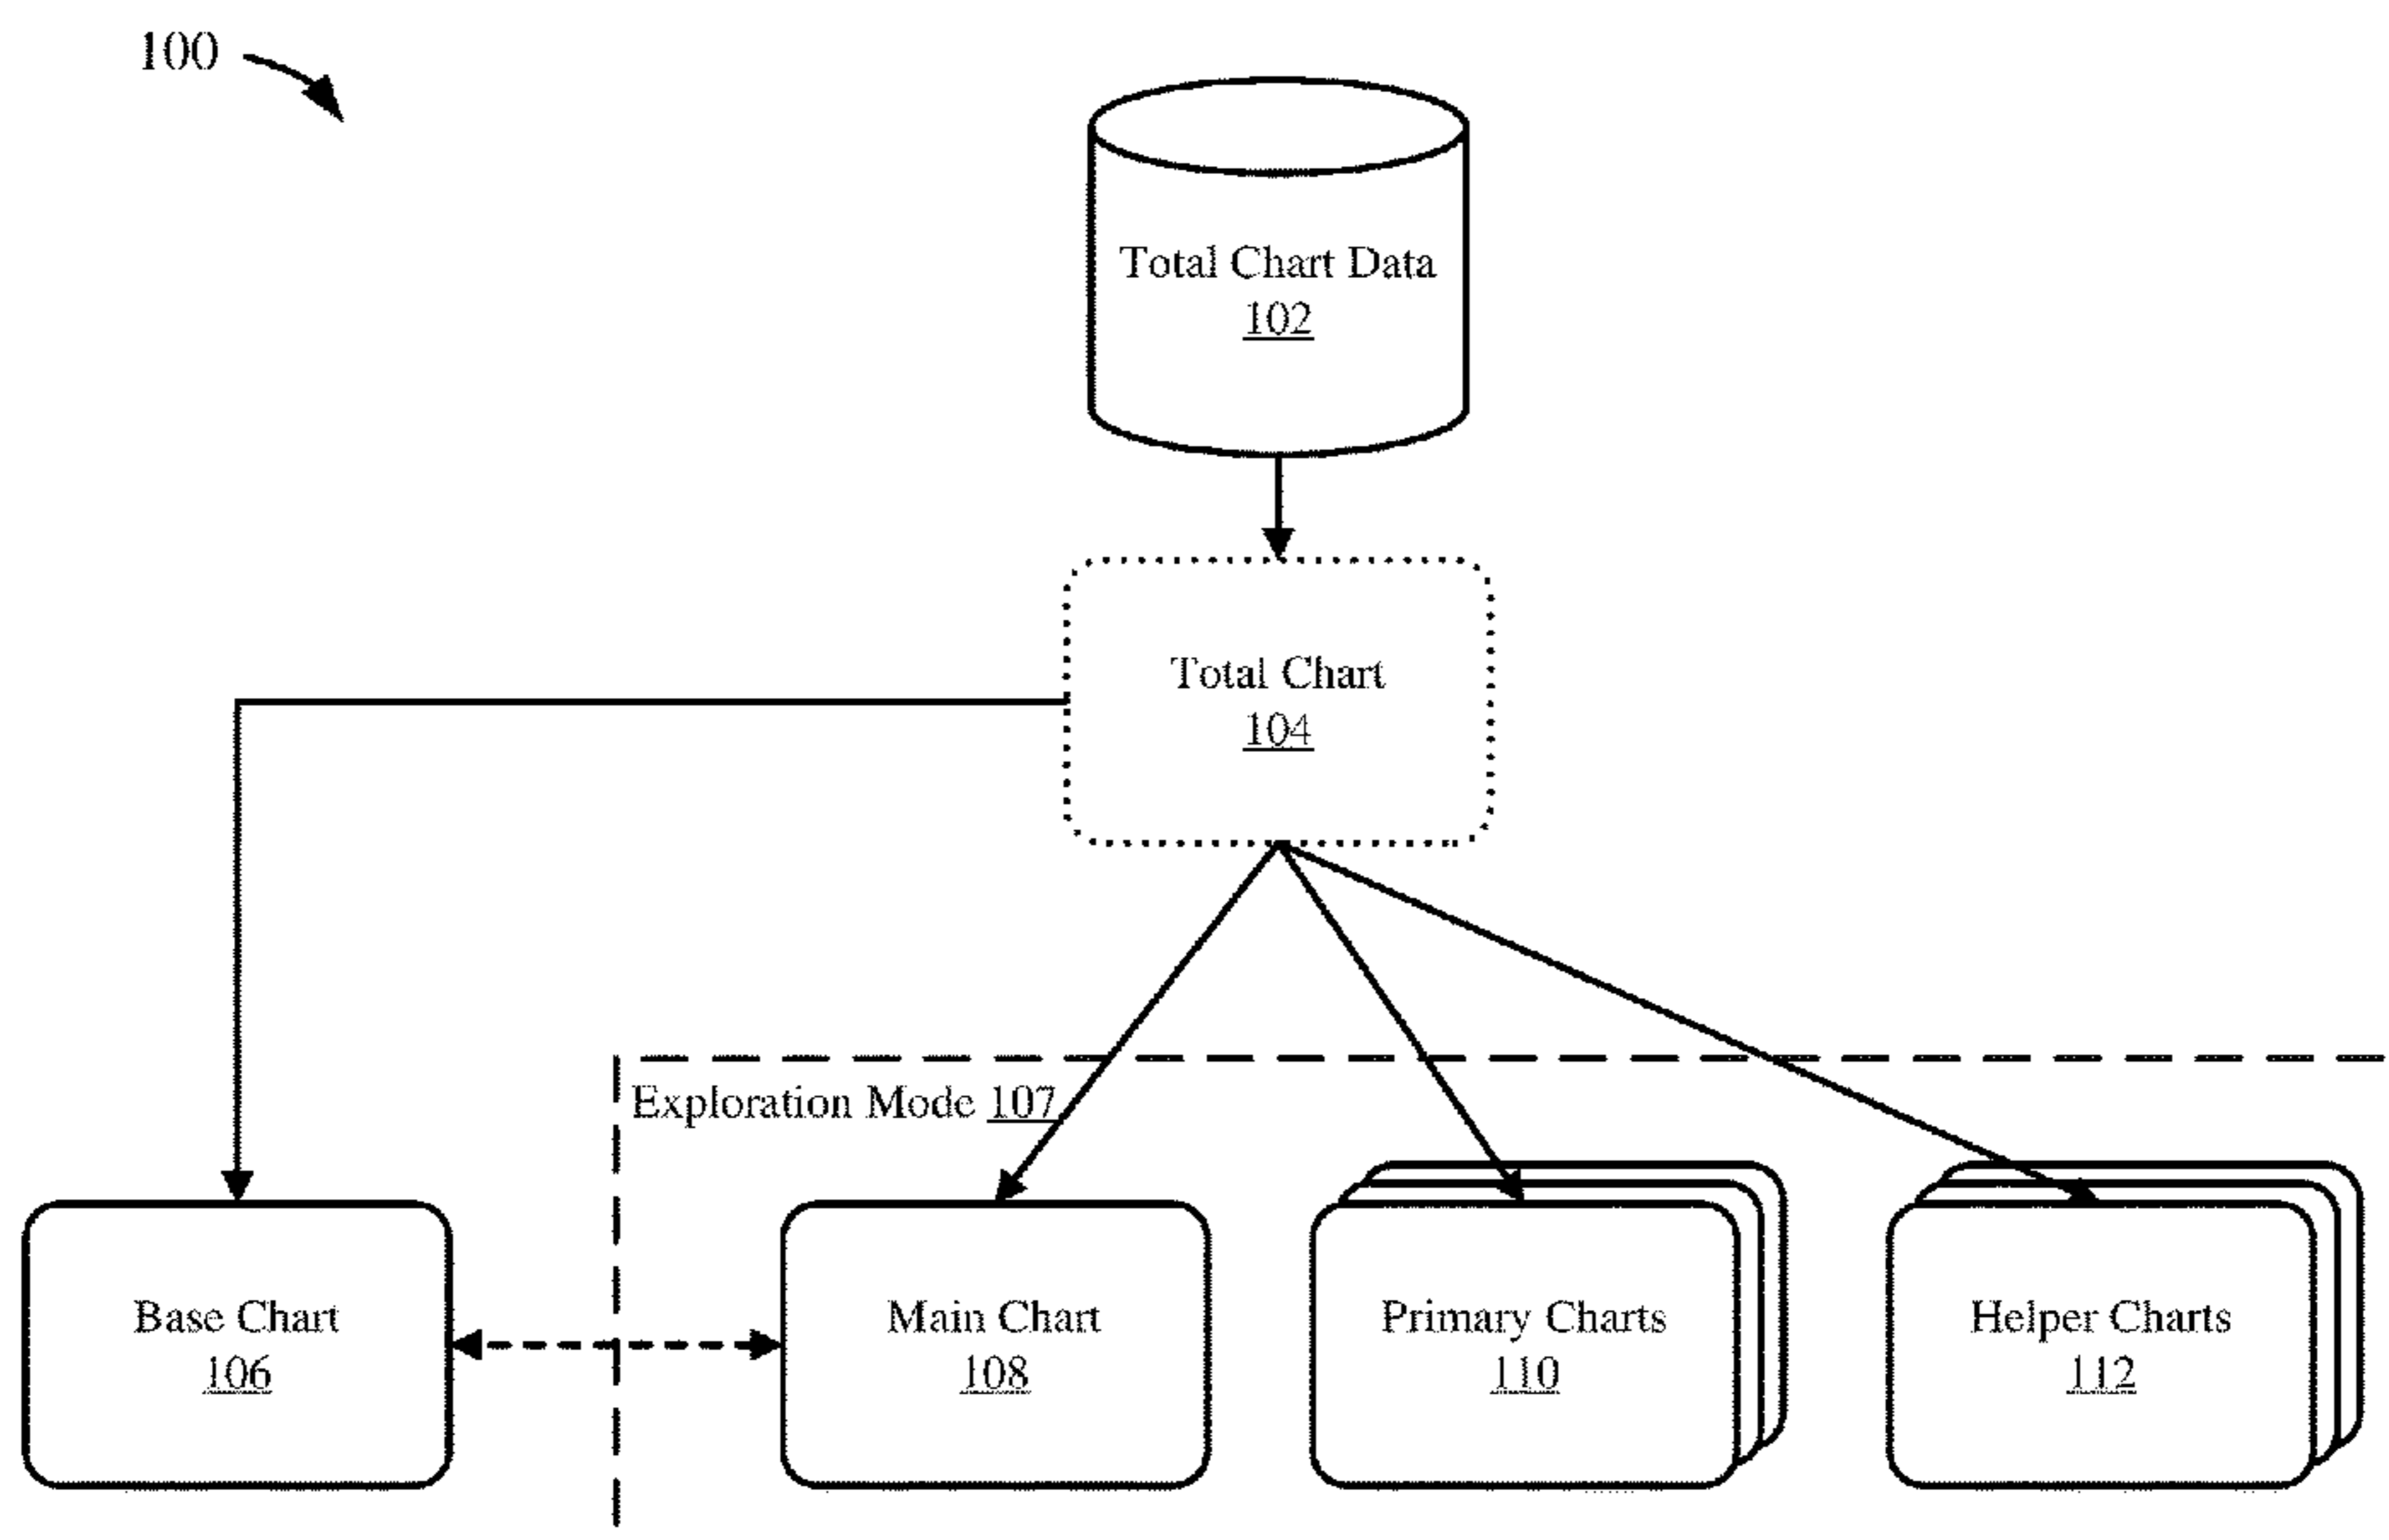 100
Total Chart Data
102
Total Chart
104
Exploration Mode 107
Base Chart
106
Main Chart
108
Primary Charts
110
Helper Charts
112